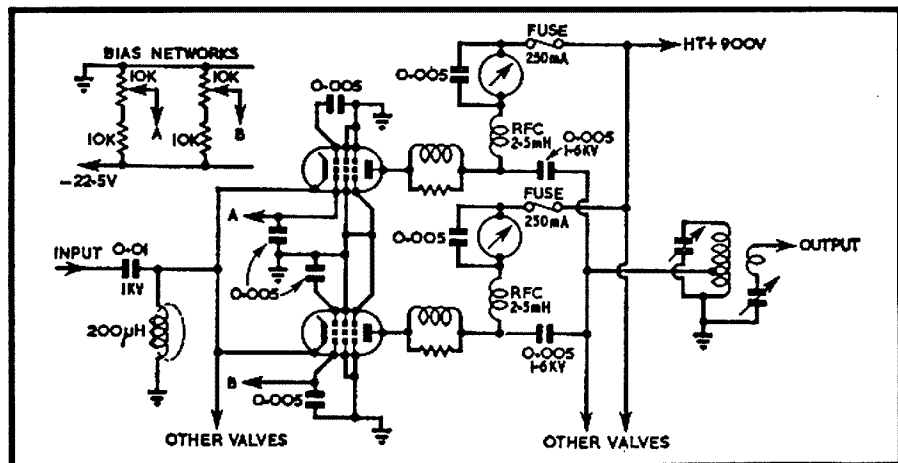 BIAS NETWORKS
10K
10K
10K
A
10K
B
-22·5V
0·005
0·005
FUSE
250mA
HT+ 900V
RFC
2·5mH
0·005
1·6KV
A
INPUT
0·01
1KV
200µH
0·005
0·005
FUSE
250mA
RFC
2·5mH
0·005
1·6KV
OUTPUT
B
0·005
OTHER VALVES
OTHER VALVES